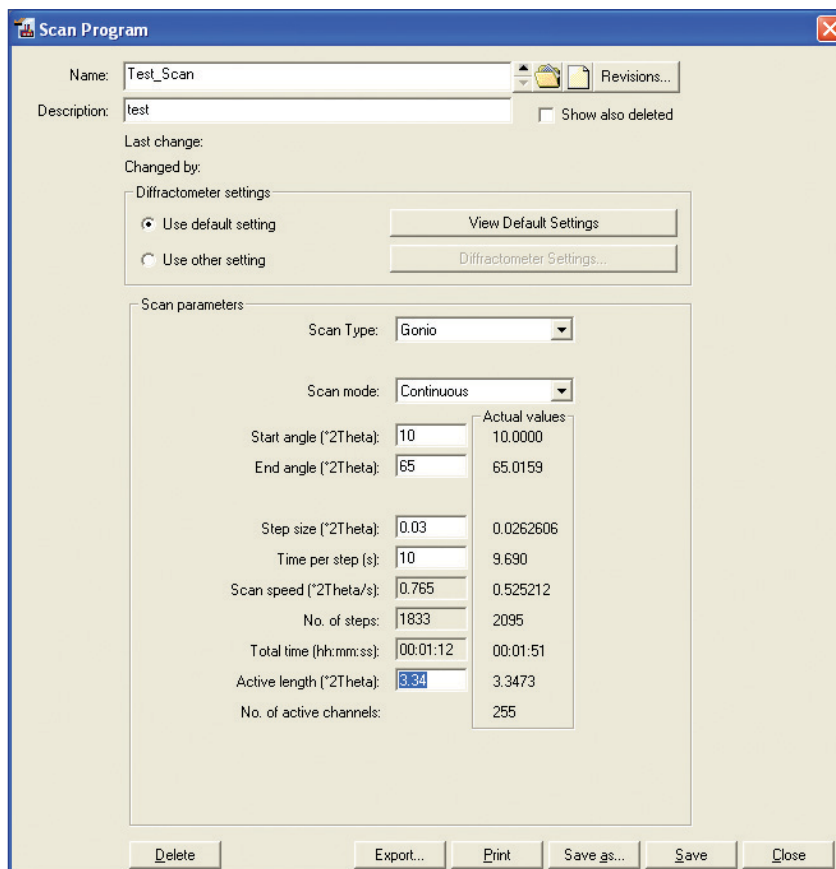 Scan Program
Name: Test_Scan Revisions...
Description: test Show also deleted
Last change:
Changed by:
Diffractometer settings
Use default setting View Default Settings
Use other setting Diffractometer Settings...
Scan parameters
Scan Type: Gonio
Scan mode: Continuous
Actual values
Start angle (°2Theta): 10 10.0000
End angle (°2Theta): 65 65.0159
Step size (°2Theta): 0.03 0.0262606
Time per step (s): 10 9.690
Scan speed (°2Theta/s): 0.765 0.525212
No. of steps: 1833 2095
Total time (hh:mm:ss): 00:01:12 00:01:51
Active length (°2Theta): 3.34 3.3473
No. of active channels: 255
Delete Export... Print Save as... Save Close